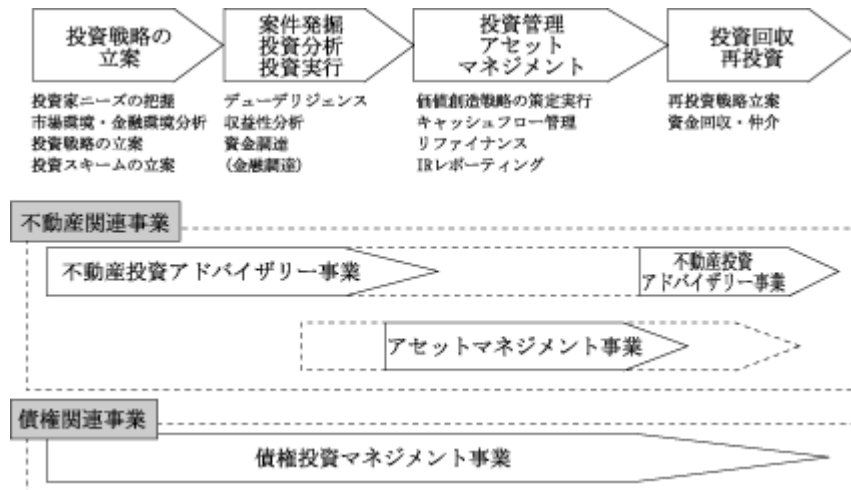 投資戦略の
立案
案件発掘
投資分析
投資実行
投資管理
アセット
マネジメント
投資回収
再投資
投資家ニーズの把握
市場環境・金融環境分析
投資戦略の立案
投資スキームの立案
デューデリジェンス
収益性分析
資金調達
(金融調達)
価値創造戦略の策定実行
キャッシュフロー管理
リファイナンス
IRレポーティング
再投資戦略立案
資金回収・仲介
不動産関連事業
不動産投資アドバイザリー事業
不動産投資
アドバイザリー事業
アセットマネジメント事業
債権関連事業
債権投資マネジメント事業